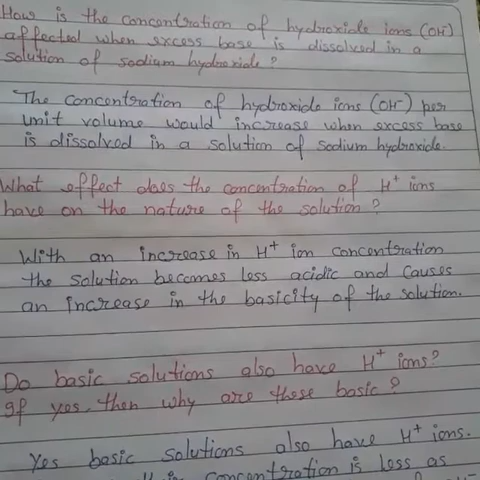 How is the concentration of hydroxide ions (OH⁻)
affected when excess base is dissolved in a
solution of sodium hydroxide?
The concentration of hydroxide ions (OH⁻) per
unit volume would increase when excess base
is dissolved in a solution of sodium hydroxide.
What effect does the concentration of H⁺ ions
have on the nature of the solution?
With an increase in H⁺ ion concentration
the solution becomes less acidic and causes
an increase in the basicity of the solution.
Do basic solutions also have H⁺ ions?
If yes, then why are these basic?
Yes basic solutions also have H⁺ ions.
concentration is less as